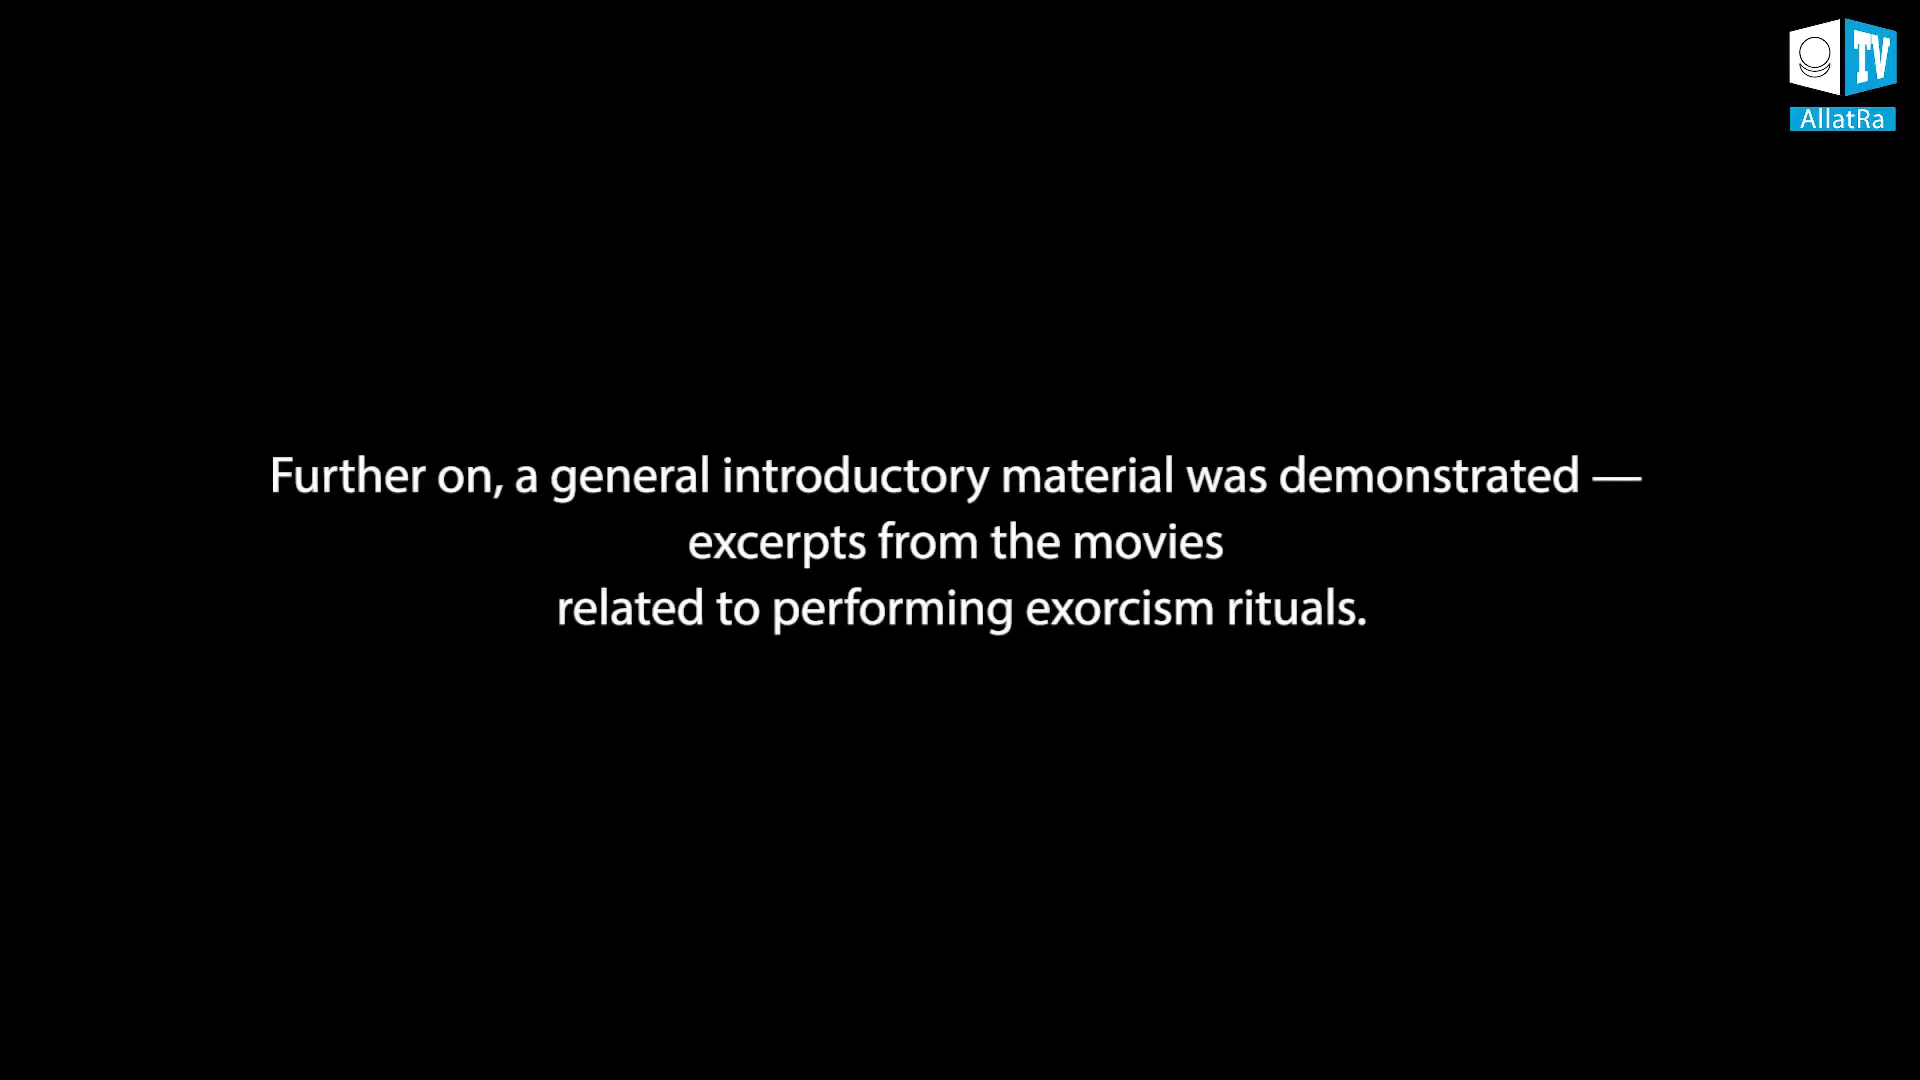 TV
AllatRa
Further on, a general introductory material was demonstrated —
excerpts from the movies
related to performing exorcism rituals.